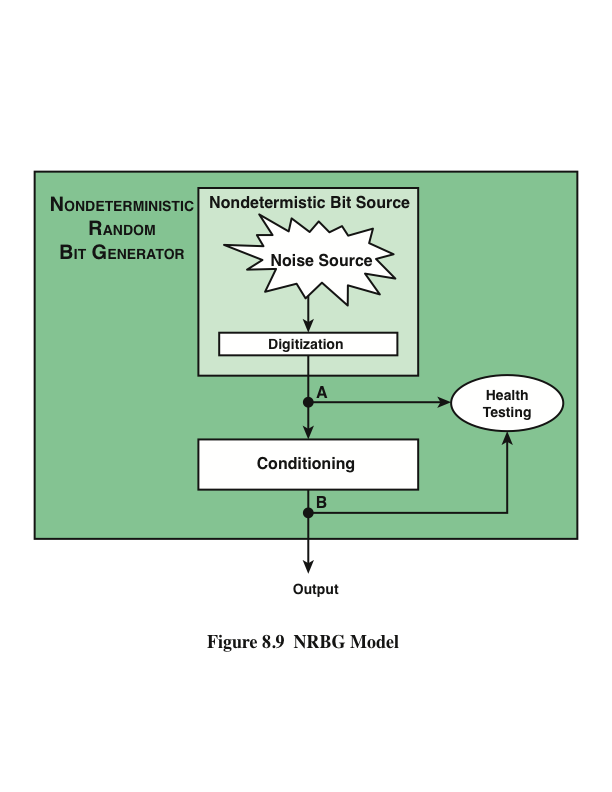 NONDETERMINISTIC
RANDOM
BIT GENERATOR
Nondetermistic Bit Source
Noise Source
Digitization
A
Health
Testing
Conditioning
B
Output
Figure 8.9 NRBG Model